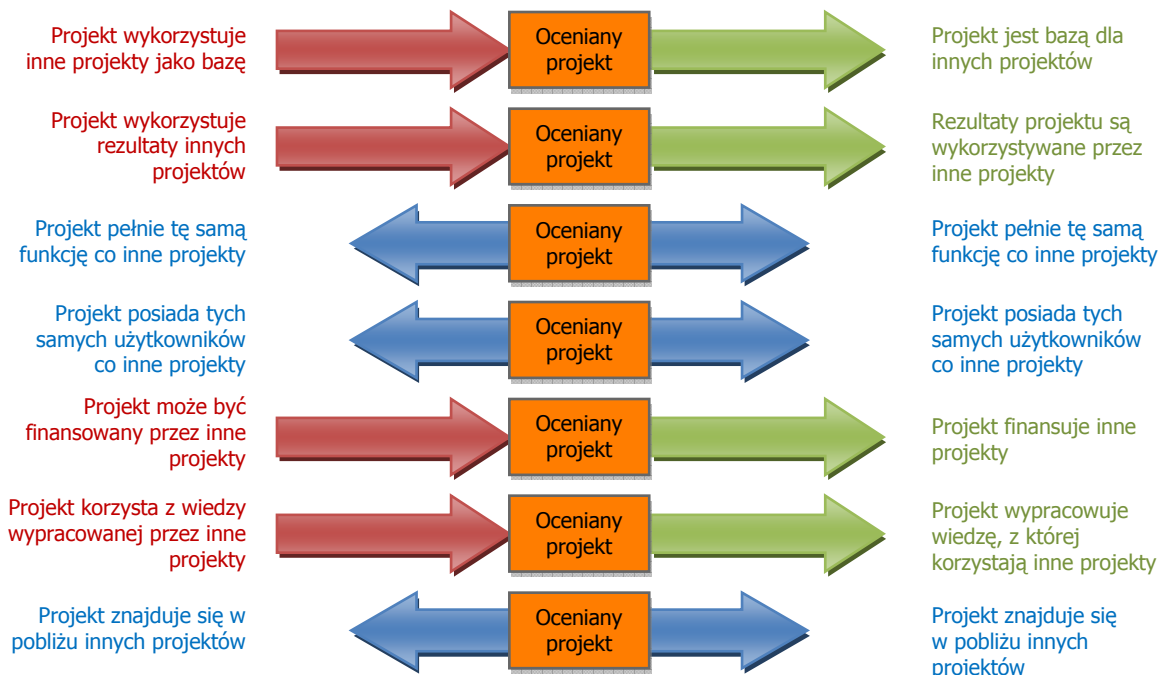 Projekt wykorzystuje
inne projekty jako bazę
Oceniany
projekt
Projekt jest bazą dla
innych projektów
Projekt wykorzystuje
rezultaty innych
projektów
Oceniany
projekt
Rezultaty projektu są
wykorzystywane przez
inne projekty
Projekt pełnie tę samą
funkcję co inne projekty
Oceniany
projekt
Projekt pełnie tę samą
funkcję co inne projekty
Projekt posiada tych
samych użytkowników
co inne projekty
Oceniany
projekt
Projekt posiada tych
samych użytkowników
co inne projekty
Projekt może być
finansowany przez inne
projekty
Oceniany
projekt
Projekt finansuje inne
projekty
Projekt korzysta z wiedzy
wypracowanej przez inne
projekty
Oceniany
projekt
Projekt wypracowuje
wiedzę, z której
korzystają inne projekty
Projekt znajduje się w
pobliżu innych projektów
Oceniany
projekt
Projekt znajduje się
w pobliżu innych
projektów